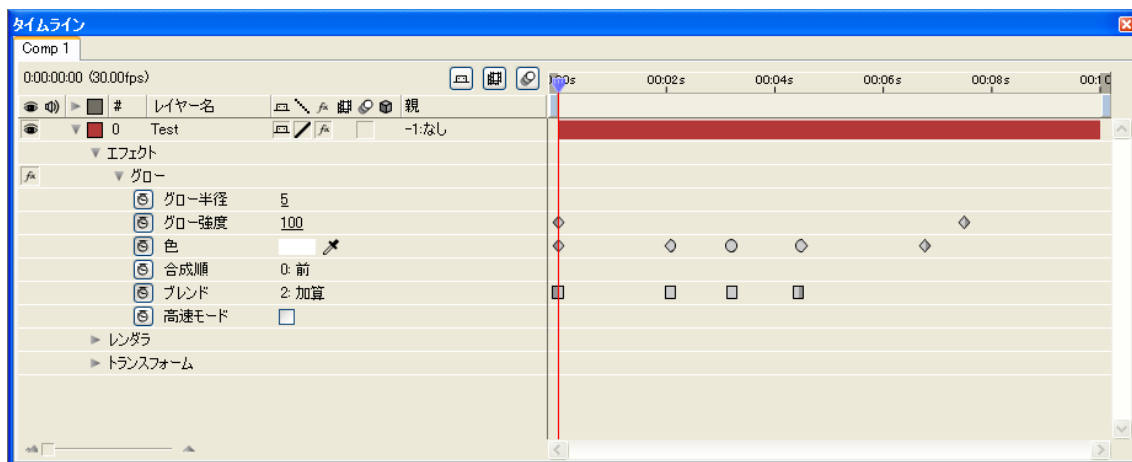 タイムライン
Comp 1
0:00:00:00 (30.00fps)
00:02s 00:04s 00:06s 00:08s
# レイヤー名 親
0 Test -1:なし
エフェクト
グロー
グロー半径 5
グロー強度 100
色
合成順 0: 前
ブレンド 2: 加算
高速モード
レンダラ
トランスフォーム